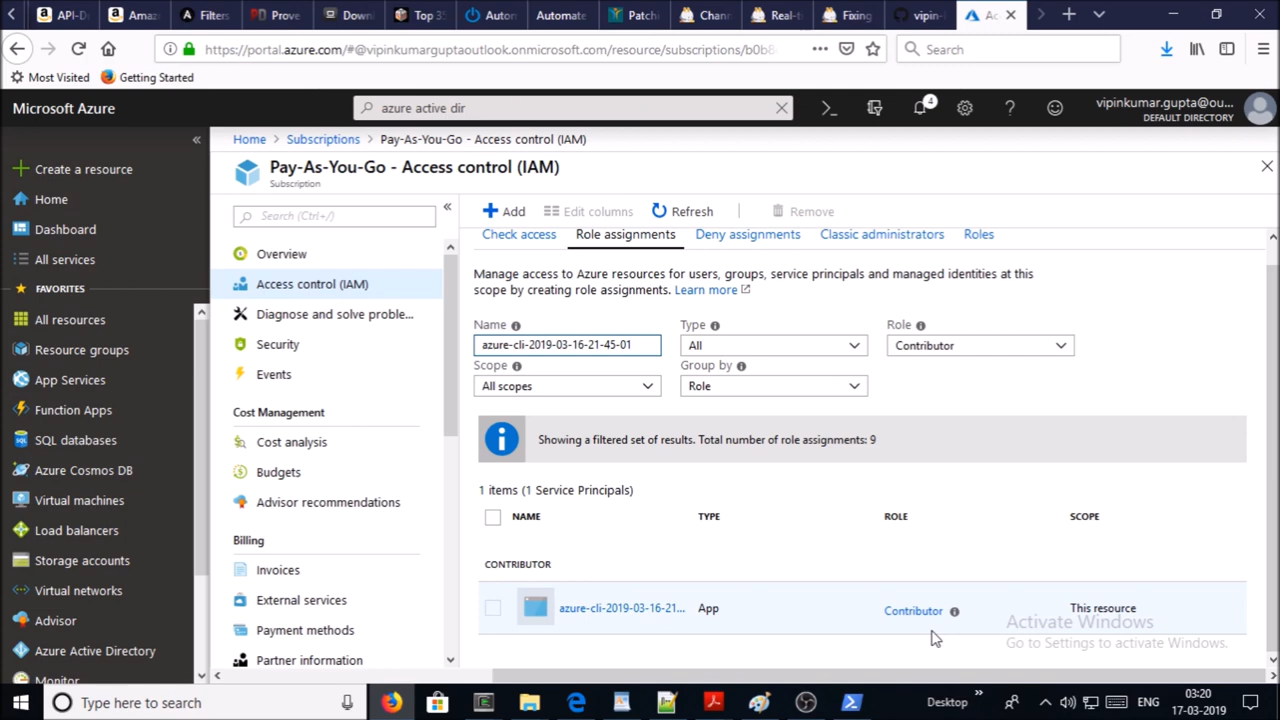 API-D
Amaz
Filters
Prove
Down
Top 3
Autom
Automate
Patchi
Chann
Real-ti
Fixing
vipin-
Az
https://portal.azure.com/#@vipinkumarguptaoutlook.onmicrosoft.com/resource/subscriptions/b0b8
Search
Most Visited
Getting Started
Microsoft Azure
azure active dir
4
vipinkumar.gupta@ou...
DEFAULT DIRECTORY
Home
Subscriptions
Pay-As-You-Go - Access control (IAM)
Pay-As-You-Go - Access control (IAM)
Subscription
Create a resource
Home
Dashboard
All services
FAVORITES
All resources
Resource groups
App Services
Function Apps
SQL databases
Azure Cosmos DB
Virtual machines
Load balancers
Storage accounts
Virtual networks
Advisor
Azure Active Directory
Monitor
Search (Ctrl+/)
Overview
Access control (IAM)
Diagnose and solve proble...
Security
Events
Cost Management
Cost analysis
Budgets
Advisor recommendations
Billing
Invoices
External services
Payment methods
Partner information
Add
Edit columns
Refresh
Remove
Check access
Role assignments
Deny assignments
Classic administrators
Roles
Manage access to Azure resources for users, groups, service principals and managed identities at this
scope by creating role assignments. Learn more
Name
azure-cli-2019-03-16-21-45-01
Type
All
Role
Contributor
Scope
All scopes
Group by
Role
Showing a filtered set of results. Total number of role assignments: 9
1 items (1 Service Principals)
NAME
TYPE
ROLE
SCOPE
CONTRIBUTOR
azure-cli-2019-03-16-21...
App
Contributor
This resource
Activate Windows
Go to Settings to activate Windows.
Type here to search
Desktop
ENG
03:20
17-03-2019